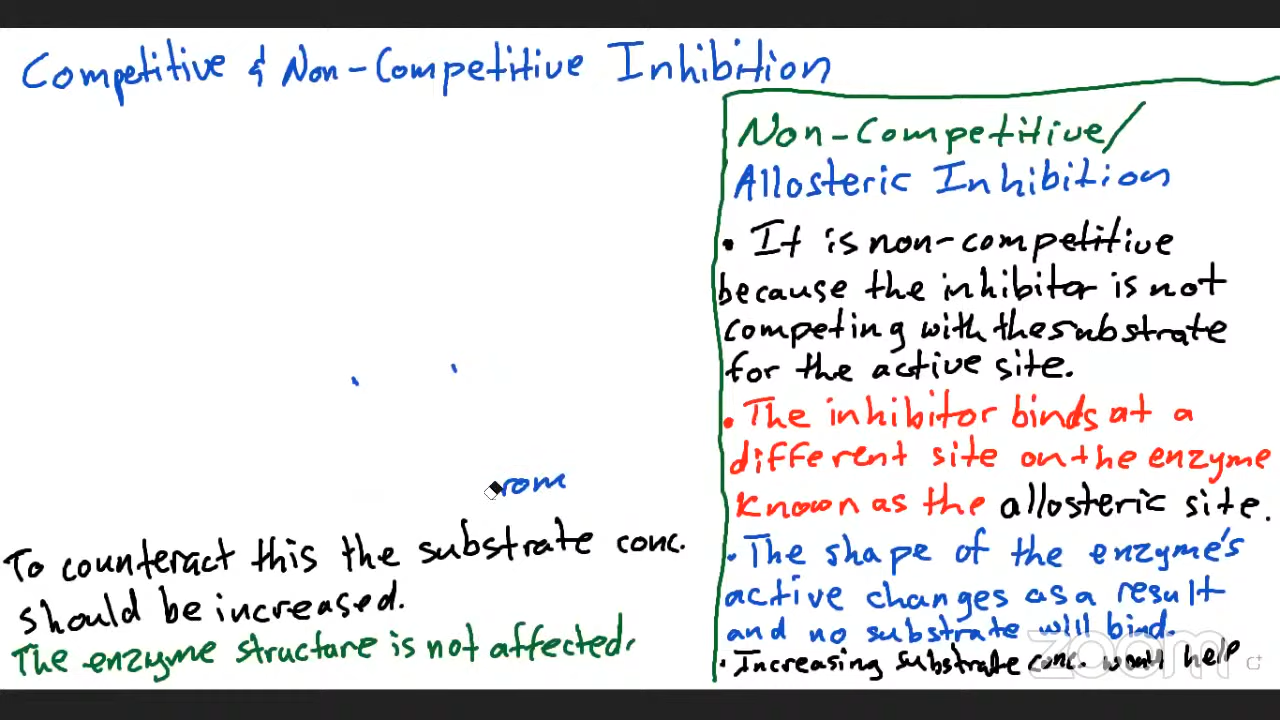 Competitive & Non-Competitive Inhibition
rom
To counteract this the substrate conc.
should be increased.
The enzyme structure is not affected.
Non-Competitive/
Allosteric Inhibition
• It is non-competitive
because the inhibitor is not
competing with the substrate
for the active site.
• The inhibitor binds at a
different site on the enzyme
known as the allosteric site.
• The shape of the enzyme's
active changes as a result
and no substrate will bind.
• Increasing substrate conc. won't help
zoom